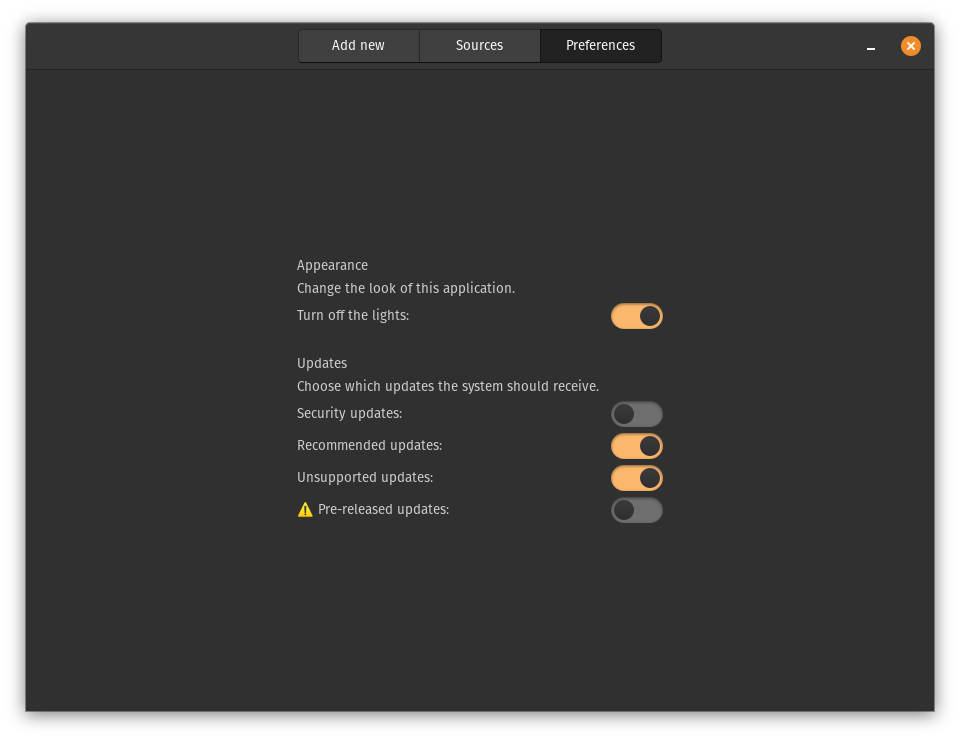 Add new Sources Preferences
Appearance
Change the look of this application.
Turn off the lights:
Updates
Choose which updates the system should receive.
Security updates:
Recommended updates:
Unsupported updates:
⚠️ Pre-released updates: